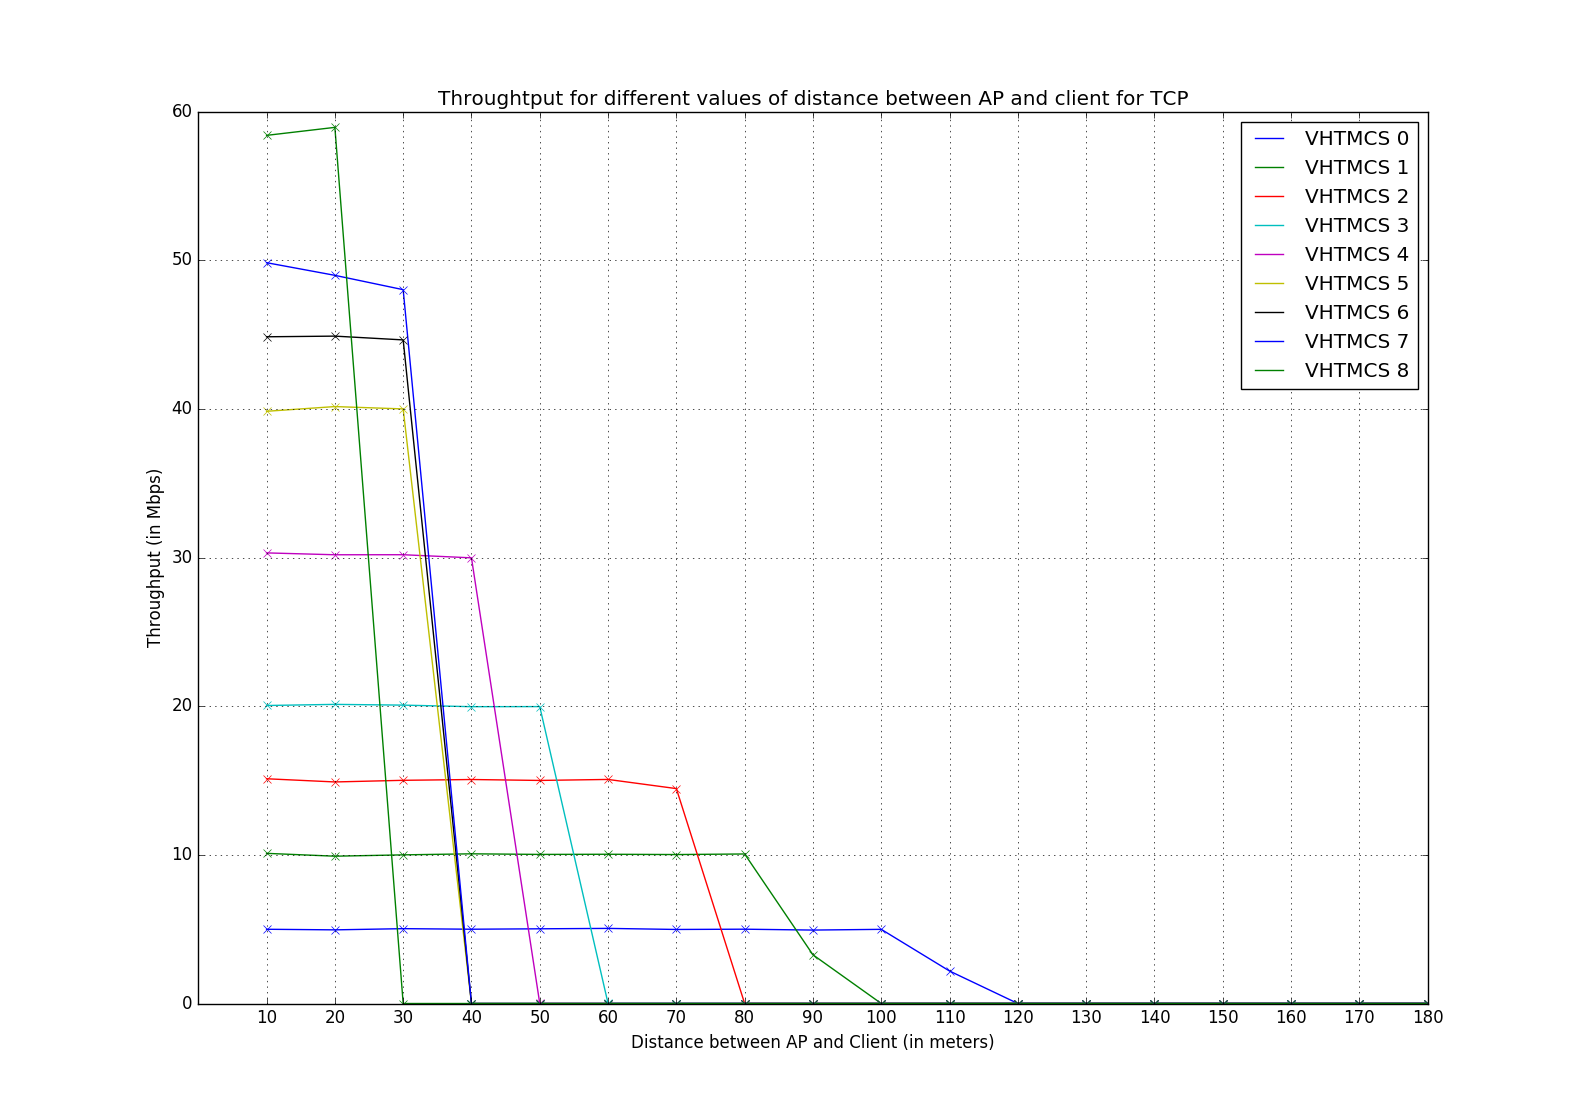 Throughtput for different values of distance between AP and client for TCP
60
50
40
30
20
10
0
Throughput (in Mbps)
VHTMCS 0
VHTMCS 1
VHTMCS 2
VHTMCS 3
VHTMCS 4
VHTMCS 5
VHTMCS 6
VHTMCS 7
VHTMCS 8
10 20 30 40 50 60 70 80 90 100 110 120 130 140 150 160 170 180
Distance between AP and Client (in meters)